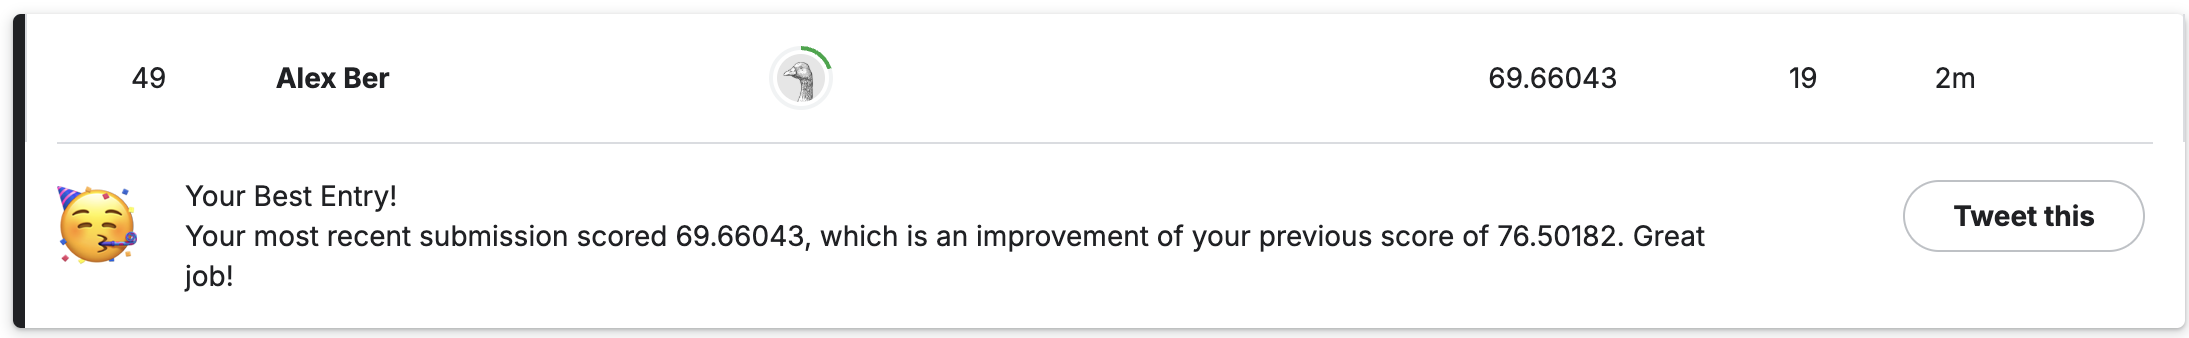 49 Alex Ber 69.66043 19 2m
Your Best Entry!
Your most recent submission scored 69.66043, which is an improvement of your previous score of 76.50182. Great
job!
Tweet this